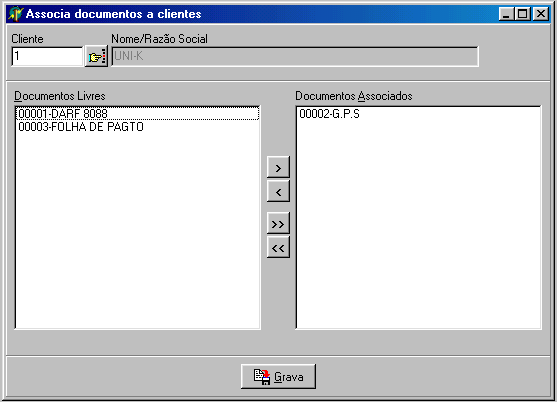 Associa documentos a clientes
Cliente
Nome/Razão Social
1
UNI-K
Documentos Livres
Documentos Associados
00001-DARF 8088
00003-FOLHA DE PAGTO
00002-G.P.S
>
<
>>
<<
Grava